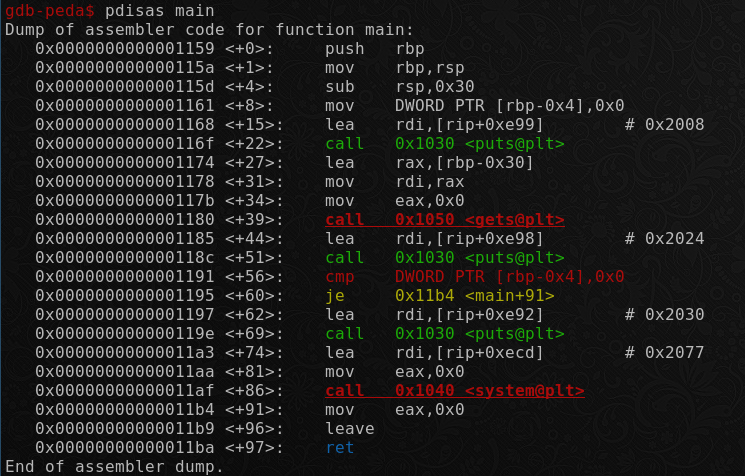 gdb-peda$ pdisas main
Dump of assembler code for function main:
   0x0000000000001159 <+0>:     push   rbp
   0x000000000000115a <+1>:     mov    rbp,rsp
   0x000000000000115d <+4>:     sub    rsp,0x30
   0x0000000000001161 <+8>:     mov    DWORD PTR [rbp-0x4],0x0
   0x0000000000001168 <+15>:    lea    rdi,[rip+0xe99]        # 0x2008
   0x000000000000116f <+22>:    call   0x1030 <puts@plt>
   0x0000000000001174 <+27>:    lea    rax,[rbp-0x30]
   0x0000000000001178 <+31>:    mov    rdi,rax
   0x000000000000117b <+34>:    mov    eax,0x0
   0x0000000000001180 <+39>:    call   0x1050 <gets@plt>
   0x0000000000001185 <+44>:    lea    rdi,[rip+0xe98]        # 0x2024
   0x000000000000118c <+51>:    call   0x1030 <puts@plt>
   0x0000000000001191 <+56>:    cmp    DWORD PTR [rbp-0x4],0x0
   0x0000000000001195 <+60>:    je     0x11b4 <main+91>
   0x0000000000001197 <+62>:    lea    rdi,[rip+0xe92]        # 0x2030
   0x000000000000119e <+69>:    call   0x1030 <puts@plt>
   0x00000000000011a3 <+74>:    lea    rdi,[rip+0xecd]        # 0x2077
   0x00000000000011aa <+81>:    mov    eax,0x0
   0x00000000000011af <+86>:    call   0x1040 <system@plt>
   0x00000000000011b4 <+91>:    mov    eax,0x0
   0x00000000000011b9 <+96>:    leave
   0x00000000000011ba <+97>:    ret
End of assembler dump.